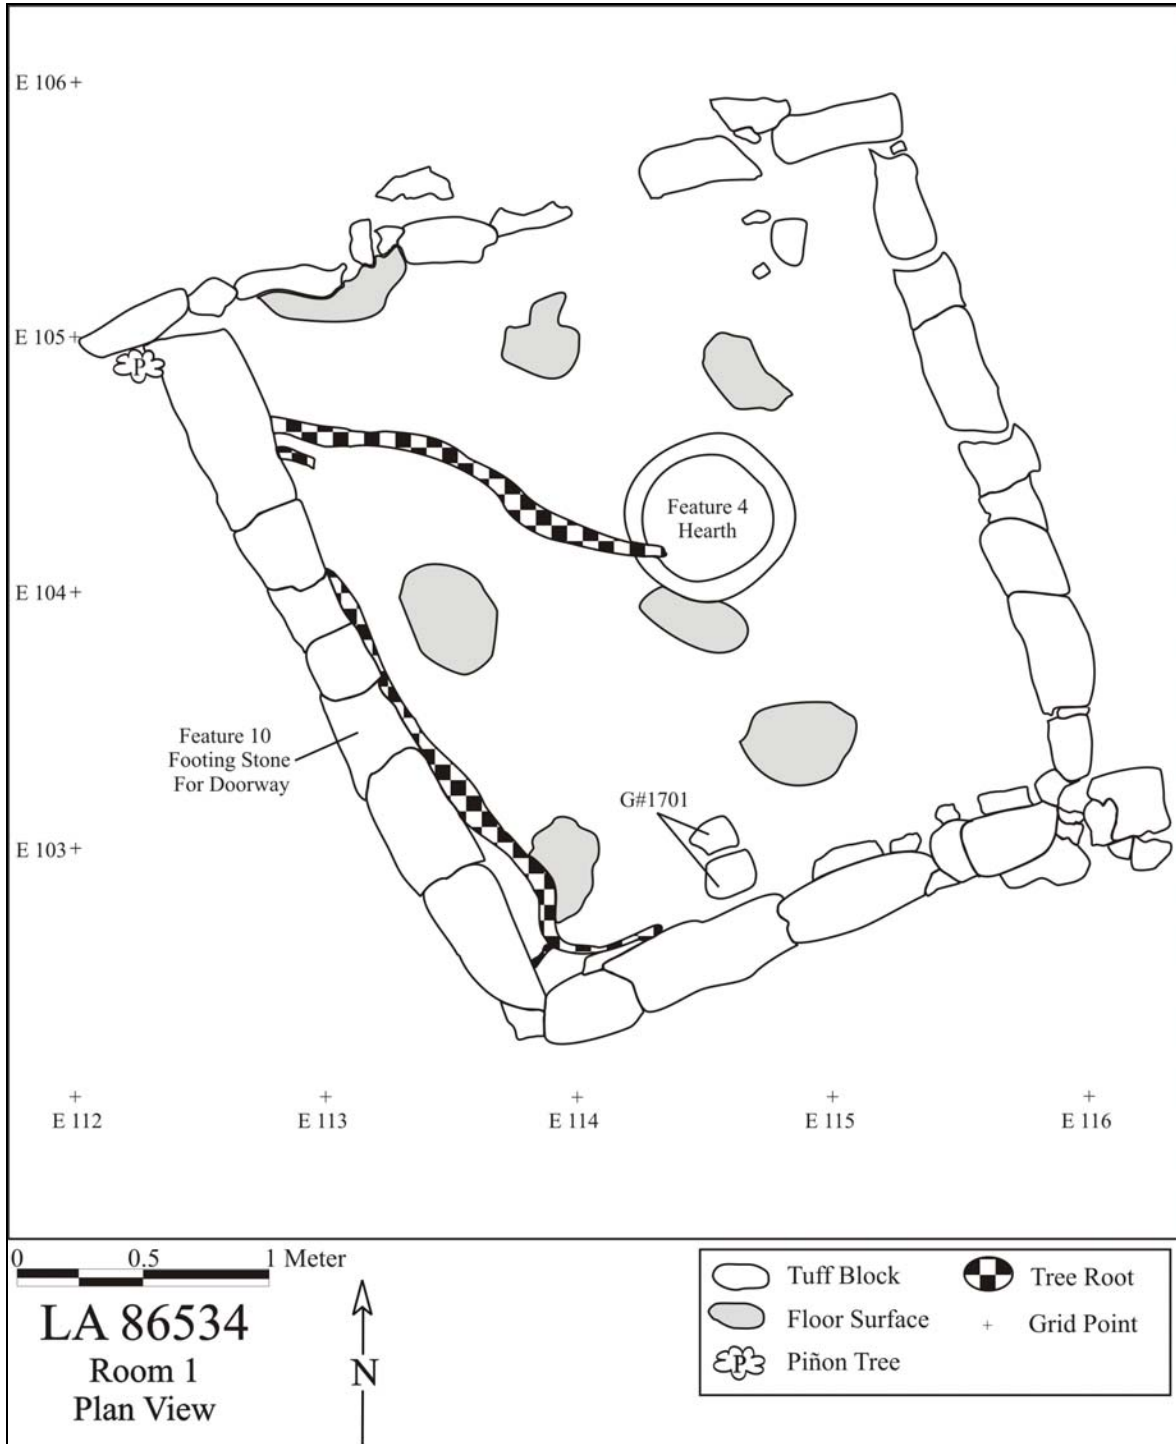 E 106
E 105
P
Feature 4
Hearth
E 104
Feature 10
Footing Stone
For Doorway
G#1701
E 103
E 112
E 113
E 114
E 115
E 116
0 0.5 1 Meter
LA 86534
Room 1
Plan View
N
Tuff Block
Tree Root
Floor Surface
Grid Point
P Piñon Tree